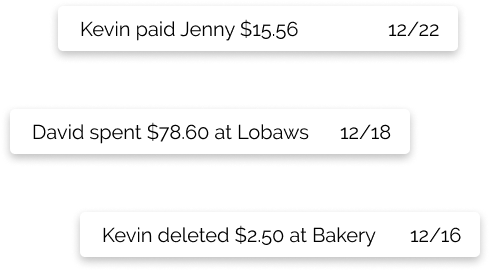 Kevin paid Jenny $15.56 12/22
David spent $78.60 at Lobaws 12/18
Kevin deleted $2.50 at Bakery 12/16